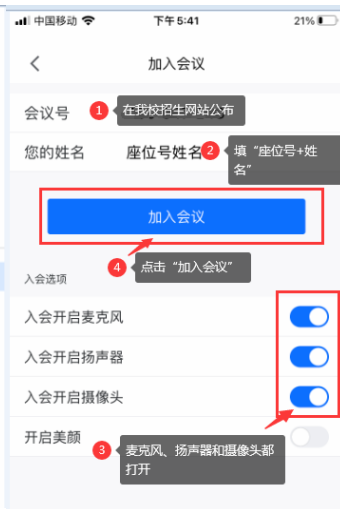 中国移动 下午5:41 21%
加入会议
会议号 1 在我校招生网站公布
您的姓名 座位号姓名 2 填“座位号+姓
名”
加入会议
4 点击“加入会议”
入会选项
入会开启麦克风
入会开启扬声器
入会开启摄像头
开启美颜
3 麦克风、扬声器和摄像头都
打开